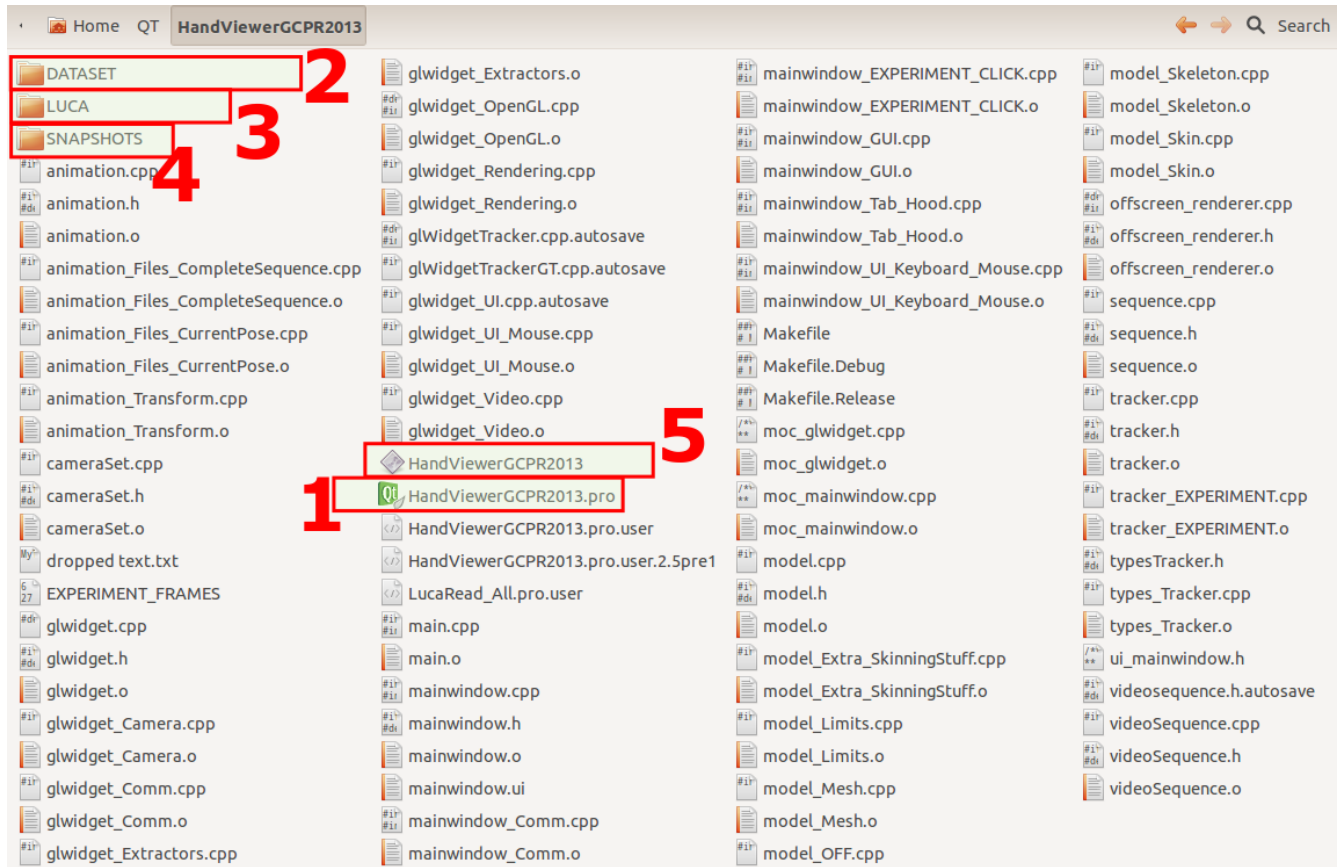 Home QT HandViewerGCPR2013 Search
DATASET
LUCA
SNAPSHOTS
animation.cpp
animation.h
animation.o
animation_Files_CompleteSequence.cpp
animation_Files_CompleteSequence.o
animation_Files_CurrentPose.cpp
animation_Files_CurrentPose.o
animation_Transform.cpp
animation_Transform.o
cameraSet.cpp
cameraSet.h
cameraSet.o
dropped text.txt
EXPERIMENT_FRAMES
glwidget.cpp
glwidget.h
glwidget.o
glwidget_Camera.cpp
glwidget_Camera.o
glwidget_Comm.cpp
glwidget_Comm.o
glwidget_Extractors.cpp
2
3
4
glwidget_Extractors.o
glwidget_OpenGL.cpp
glwidget_OpenGL.o
glwidget_Rendering.cpp
glwidget_Rendering.o
glWidgetTracker.cpp.autosave
glWidgetTrackerGT.cpp.autosave
glwidget_UI.cpp.autosave
glwidget_UI_Mouse.cpp
glwidget_UI_Mouse.o
glwidget_Video.cpp
glwidget_Video.o
HandViewerGCPR2013
HandViewerGCPR2013.pro
HandViewerGCPR2013.pro.user
HandViewerGCPR2013.pro.user.2.5pre1
LucaRead_All.pro.user
main.cpp
main.o
mainwindow.cpp
mainwindow.h
mainwindow.o
mainwindow.ui
mainwindow_Comm.cpp
mainwindow_Comm.o
5
1
mainwindow_EXPERIMENT_CLICK.cpp
mainwindow_EXPERIMENT_CLICK.o
mainwindow_GUI.cpp
mainwindow_GUI.o
mainwindow_Tab_Hood.cpp
mainwindow_Tab_Hood.o
mainwindow_UI_Keyboard_Mouse.cpp
mainwindow_UI_Keyboard_Mouse.o
Makefile
Makefile.Debug
Makefile.Release
moc_glwidget.cpp
moc_glwidget.o
moc_mainwindow.cpp
moc_mainwindow.o
model.cpp
model.h
model.o
model_Extra_SkinningStuff.cpp
model_Extra_SkinningStuff.o
model_Limits.cpp
model_Limits.o
model_Mesh.cpp
model_Mesh.o
model_OFF.cpp
model_Skeleton.cpp
model_Skeleton.o
model_Skin.cpp
model_Skin.o
offscreen_renderer.cpp
offscreen_renderer.h
offscreen_renderer.o
sequence.cpp
sequence.h
sequence.o
tracker.cpp
tracker.h
tracker.o
tracker_EXPERIMENT.cpp
tracker_EXPERIMENT.o
typesTracker.h
types_Tracker.cpp
types_Tracker.o
ui_mainwindow.h
videosequence.h.autosave
videoSequence.cpp
videoSequence.h
videoSequence.o